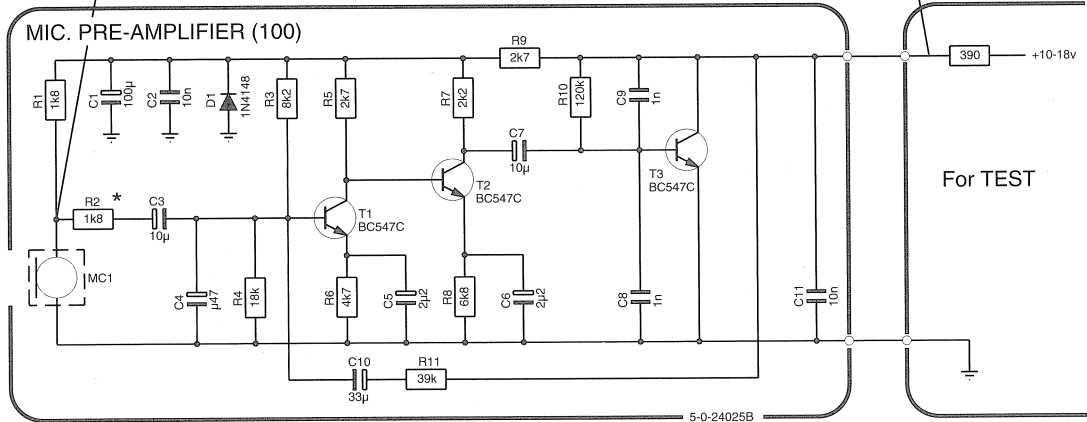 MIC. PRE-AMPLIFIER (100)
R9
2k7
390
+10-18v
R1
1k8
C1
100µ
C2
10n
D1
1N4148
R3
8k2
R5
2k7
R7
2k2
R10
120k
C9
1n
C7
10µ
T3
BC547C
T2
BC547C
For TEST
R2
*
1k8
C3
10µ
T1
BC547C
MC1
C4
µ47
R4
18k
R6
4k7
C5
2µ2
R8
6k8
C6
2µ2
C8
1n
C11
10n
C10
33µ
R11
39k
5-0-24025B